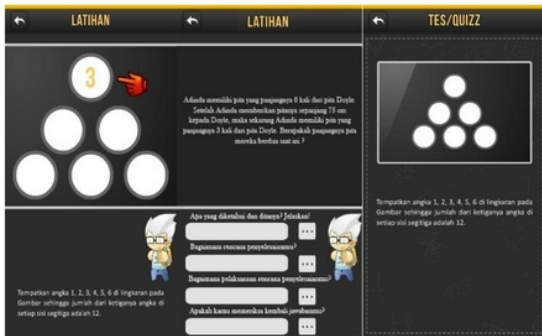 LATIHAN
3
Tempatkan angka 1, 2, 3, 4, 5, 6 di lingkaran pada
Gambar sehingga jumlah dari ketiganya angka di
setiap sisi segitiga adalah 12.
LATIHAN
Adinda memiliki pita yang panjangnya 6 kali dari pita Doyle.
Setelah Adinda memberikan pitanya sepanjang 75 cm
kepada Doyle, maka sekarang Adinda memiliki pita yang
panjangnya 3 kali dari pita Doyle. Berapakah panjangnya pita
mereka berdua saat ini ?
Apa yang diketahui dan ditanya? Jelaskan!
...
Bagaimana rencana penyelesaianmu?
...
Bagaimana pelaksanaan rencana penyelesaianmu?
...
Apakah kamu memeriksa kembali jawabanmu?
...
TES/QUIZZ
Tempatkan angka 1, 2, 3, 4, 5, 6 di lingkaran pada
Gambar sehingga jumlah dari ketiganya angka di
setiap sisi segitiga adalah 12.